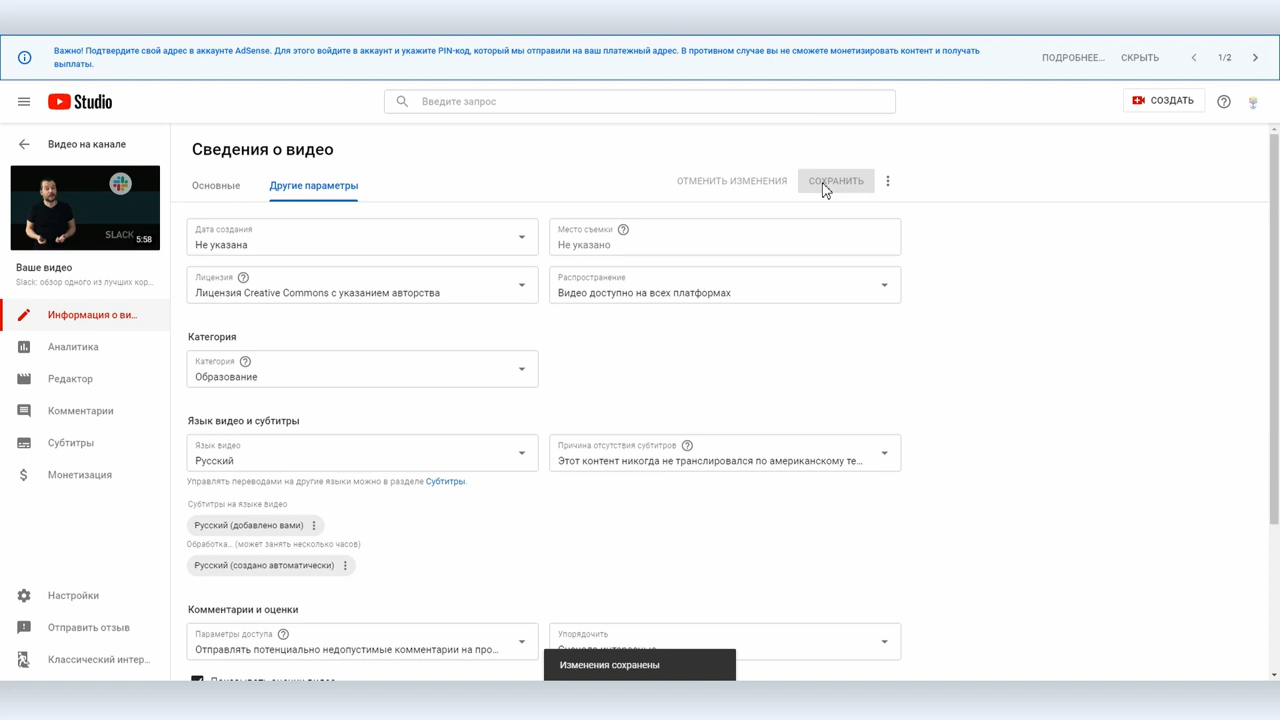 Важно! Подтвердите свой адрес в аккаунте AdSense. Для этого войдите в аккаунт и укажите PIN-код, который мы отправили на ваш платежный адрес. В противном случае вы не сможете монетизировать контент и получать
выплаты.
ПОДРОБНЕЕ...
СКРЫТЬ
1/2
Studio
Введите запрос
СОЗДАТЬ
Видео на канале
SLACK
5:58
Ваше видео
Slack: обзор одного из лучших кор...
Информация о ви...
Аналитика
Редактор
Комментарии
Субтитры
Монетизация
Настройки
Отправить отзыв
Классический интер...
Сведения о видео
Основные
Другие параметры
ОТМЕНИТЬ ИЗМЕНЕНИЯ
СОХРАНИТЬ
Дата создания
Не указана
Место съемки
Не указано
Лицензия
Лицензия Creative Commons с указанием авторства
Распространение
Видео доступно на всех платформах
Категория
Категория
Образование
Язык видео и субтитры
Язык видео
Русский
Причина отсутствия субтитров
Этот контент никогда не транслировался по американскому те...
Управлять переводами на другие языки можно в разделе Субтитры.
Субтитры на языке видео
Русский (добавлено вами)
Обработка... (может занять несколько часов)
Русский (создано автоматически)
Комментарии и оценки
Параметры доступа
Отправлять потенциально недопустимые комментарии на про...
Упорядочить
Изменения сохранены